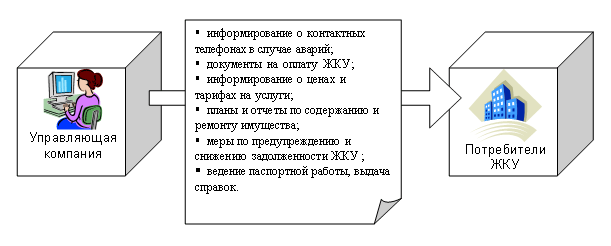 ▪ информирование о контактных
телефонах в случае аварий;
▪ документы на оплату ЖКУ;
▪ информирование о ценах и
тарифах на услуги;
▪ планы и отчеты по содержанию и
ремонту имущества;
▪ меры по предупреждению и
снижению задолженности ЖКУ ;
▪ ведение паспортной работы, выдача
справок.
Управляющая
компания
Потребители
ЖКУ